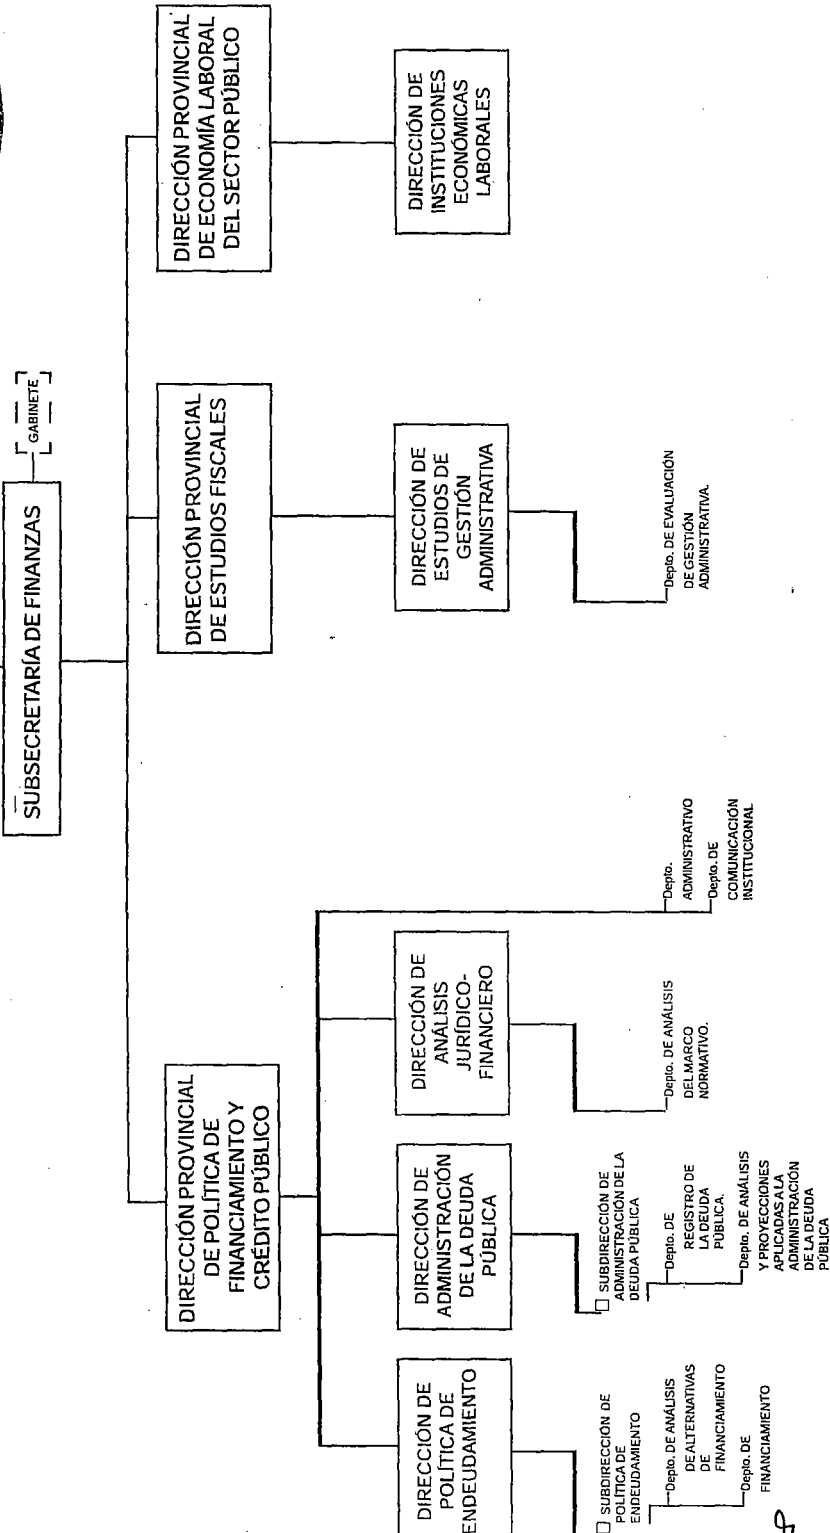 SUBSECRETARÍA DE FINANZAS
GABINETE
DIRECCIÓN PROVINCIAL
DE POLÍTICA DE
FINANCIAMIENTO Y
CRÉDITO PÚBLICO
DIRECCIÓN PROVINCIAL
DE ESTUDIOS FISCALES
DIRECCIÓN PROVINCIAL
DE ECONOMÍA LABORAL
DEL SECTOR PÚBLICO
DIRECCIÓN DE
POLÍTICA DE
ENDEUDAMIENTO
DIRECCIÓN DE
ADMINISTRACIÓN
DE LA DEUDA
PÚBLICA
DIRECCIÓN DE
ANÁLISIS
JURÍDICO-
FINANCIERO
DIRECCIÓN DE
ESTUDIOS DE
GESTIÓN
ADMINISTRATIVA
DIRECCIÓN DE
INSTITUCIONES
ECONÓMICAS
LABORALES
SUBDIRECCIÓN DE
POLÍTICA DE
ENDEUDAMIENTO
Depto. DE ANÁLISIS
DE ALTERNATIVAS
DE
FINANCIAMIENTO
Depto. DE
FINANCIAMIENTO
SUBDIRECCIÓN DE
ADMINISTRACIÓN DE LA
DEUDA PÚBLICA
Depto. DE
REGISTRO DE
LA DEUDA
PÚBLICA.
Depto. DE ANÁLISIS
Y PROYECCIONES
APLICADAS A LA
ADMINISTRACIÓN
DE LA DEUDA
PÚBLICA
Depto. DE ANÁLISIS
DEL MARCO
NORMATIVO.
Depto.
ADMINISTRATIVO
Depto. DE
COMUNICACIÓN
INSTITUCIONAL
Depto. DE EVALUACIÓN
DE GESTIÓN
ADMINISTRATIVA.